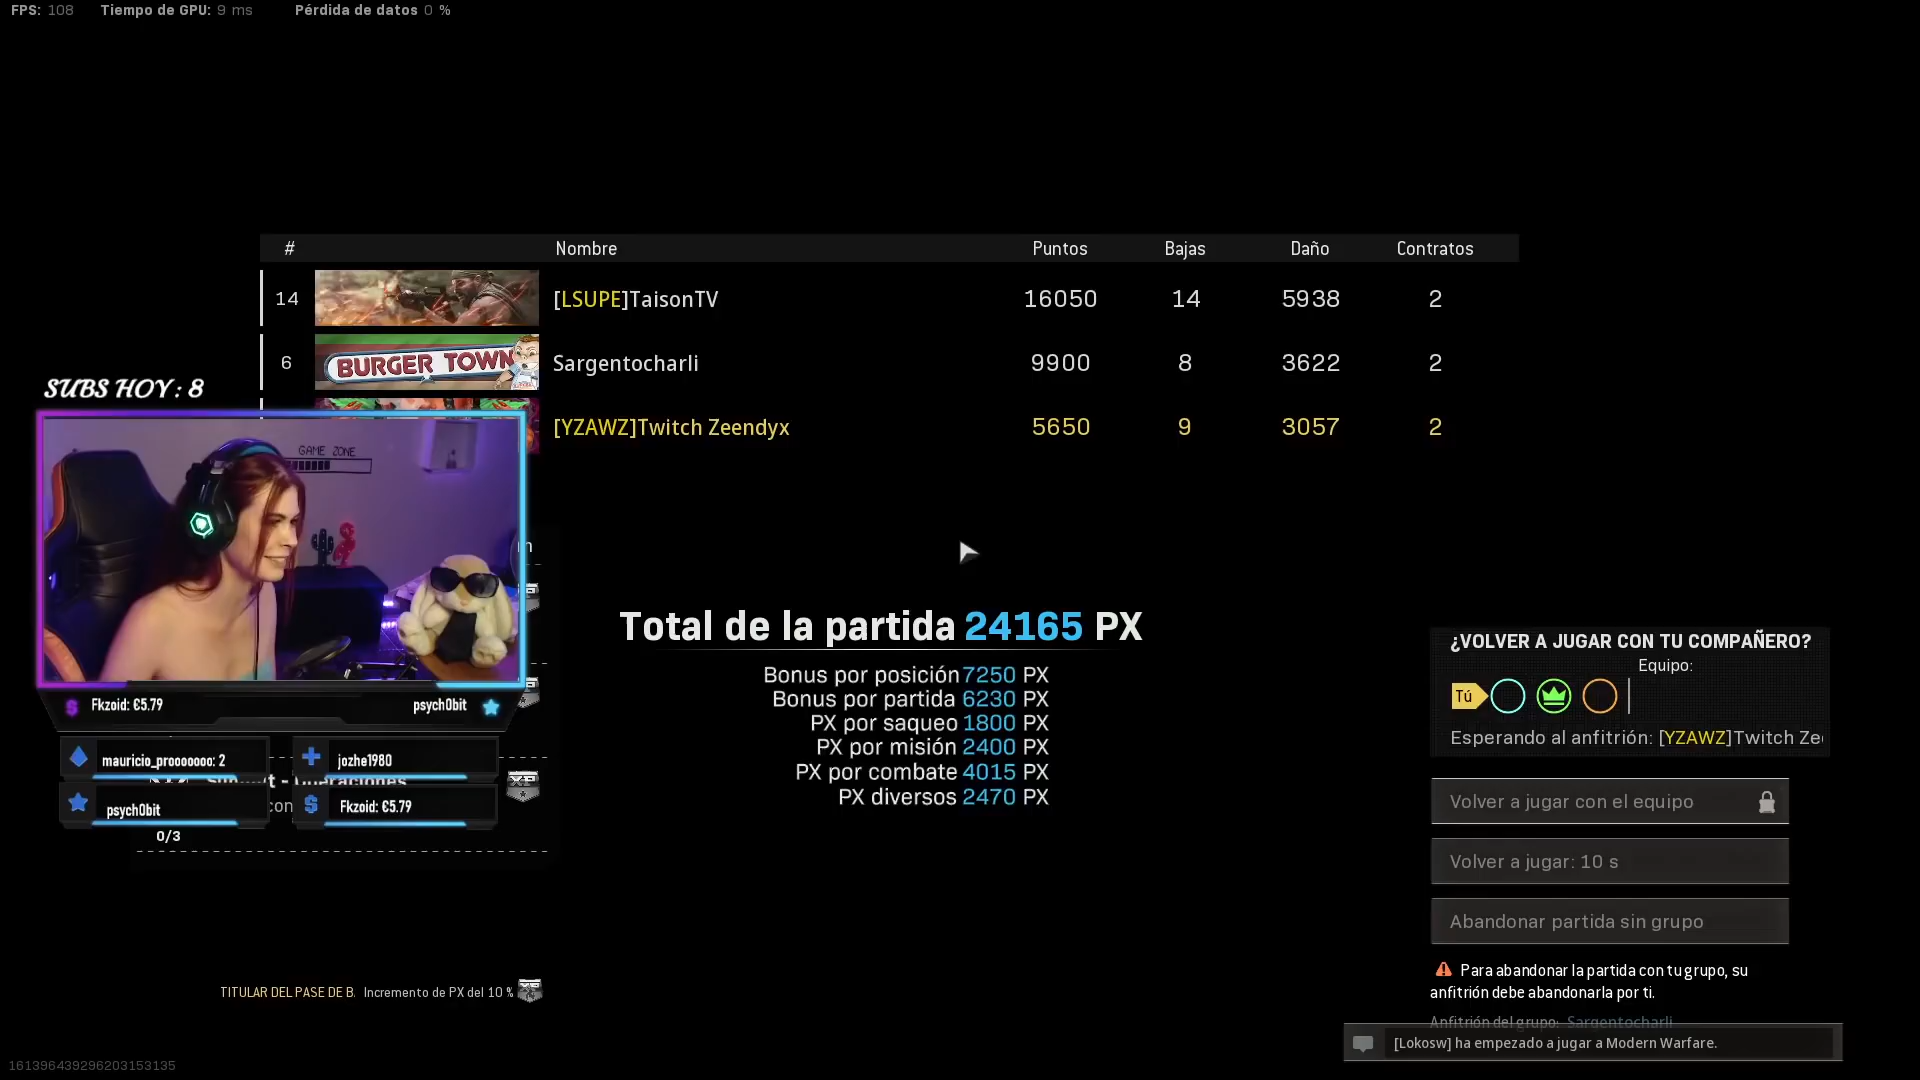 FPS: 108 Tiempo de GPU: 9 ms Pérdida de datos 0 %
# Nombre Puntos Bajas Daño Contratos
14 [LSUPE]TaisonTV 16050 14 5938 2
6 BURGER TOWN Sargentocharli 9900 8 3622 2
[YZAWZ]Twitch Zeendyx 5650 9 3057 2
SUBS HOY : 8
GAME ZONE
Fkzoid: €5.79 psych0bit
mauricio_prooooooo: 2 jozhe1980
psych0bit Fkzoid: €5.79
con
0/3
Total de la partida 24165 PX
Bonus por posición 7250 PX
Bonus por partida 6230 PX
PX por saqueo 1800 PX
PX por misión 2400 PX
PX por combate 4015 PX
PX diversos 2470 PX
¿VOLVER A JUGAR CON TU COMPAÑERO?
Equipo:
Tú
Esperando al anfitrión: [YZAWZ]Twitch Ze
Volver a jugar con el equipo
Volver a jugar: 10 s
Abandonar partida sin grupo
Para abandonar la partida con tu grupo, su
anfitrión debe abandonarla por ti.
Anfitrión del grupo: Sargentocharli
[Lokosw] ha empezado a jugar a Modern Warfare.
TITULAR DEL PASE DE B. Incremento de PX del 10 %
161396439296203153135